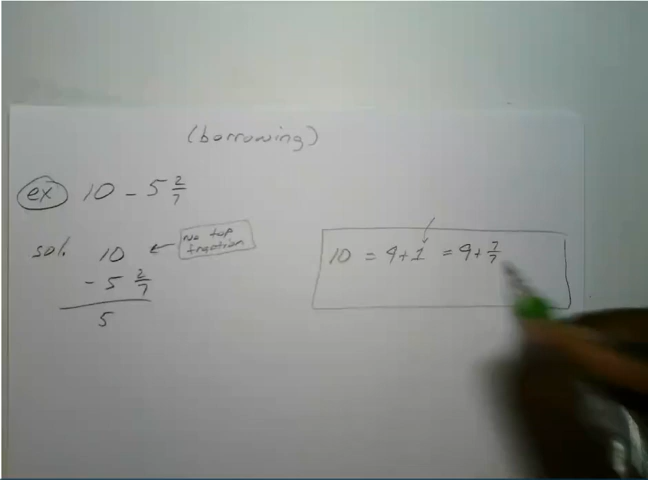 (borrowing)
ex 10 - 5 2/7
sol. 10
No top
fraction
- 5 2/7
5
10 = 9+1 = 9+ 7/7